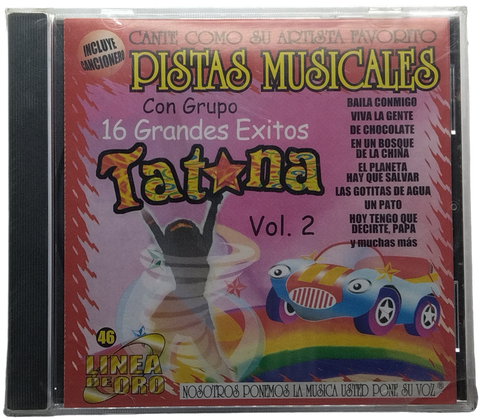 CANTE COMO SU ARTISTA FAVORITO
INCLUYE
CANCIONERO
PISTAS MUSICALES
Con Grupo
16 Grandes Exitos
Tatiana
Vol. 2
BAILA CONMIGO
VIVA LA GENTE
DE CHOCOLATE
EN UN BOSQUE
DE LA CHINA
EL PLANETA
HAY QUE SALVAR
LAS GOTITAS DE AGUA
UN PATO
HOY TENGO QUE
DECIRTE, PAPA
y muchas más
46
LINEA
DE ORO
NOSOTROS PONEMOS LA MUSICA USTED PONE SU VOZ®